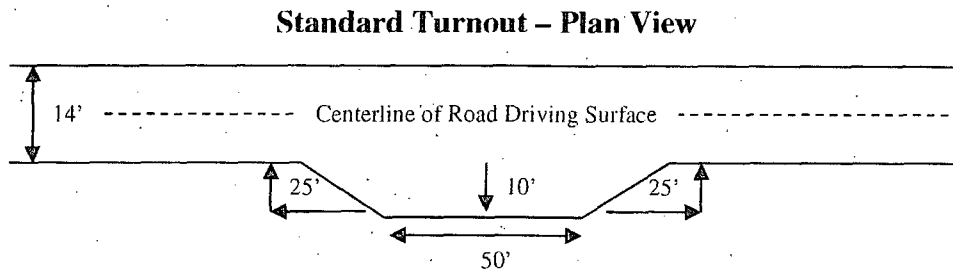 Standard Turnout – Plan View
14' Centerline of Road Driving Surface
25' 10' 25'
50'